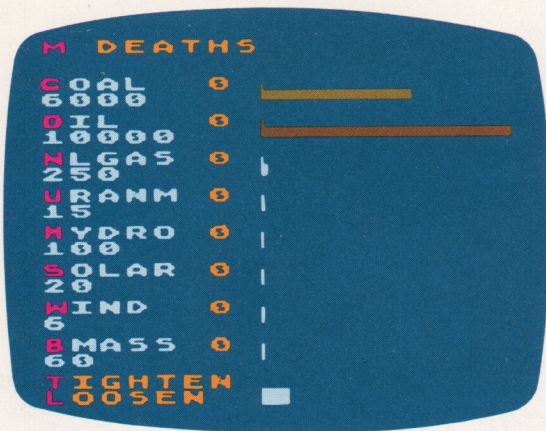 M DEATHS
COAL 0
6000
OIL 0
10000
NLGAS 0
250
URANM 0
15
HYDRO 0
100
SOLAR 0
20
WIND 0
6
BMASS 0
60
TIGHTEN
LOOSEN